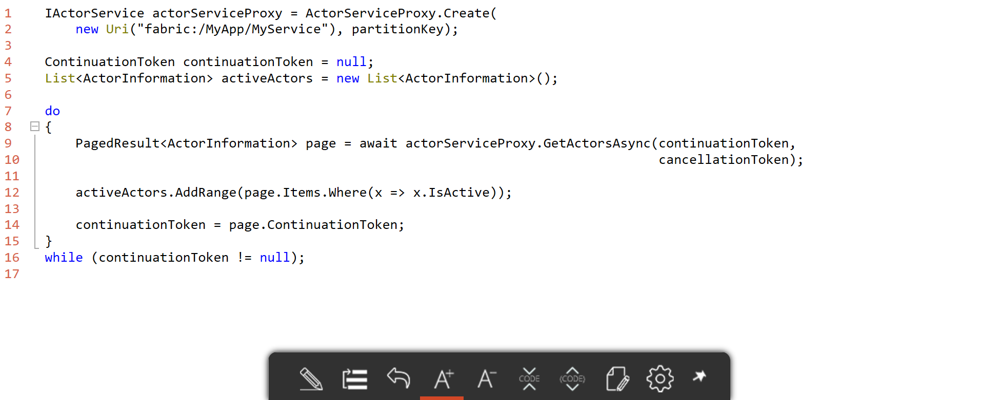 1 IActorService actorServiceProxy = ActorServiceProxy.Create(
2 new Uri("fabric:/MyApp/MyService"), partitionKey);
3
4 ContinuationToken continuationToken = null;
5 List<ActorInformation> activeActors = new List<ActorInformation>();
6
7 do
8 {
9 PagedResult<ActorInformation> page = await actorServiceProxy.GetActorsAsync(continuationToken,
10 cancellationToken);
11
12 activeActors.AddRange(page.Items.Where(x => x.IsActive));
13
14 continuationToken = page.ContinuationToken;
15 }
16 while (continuationToken != null);
17
A+ A- CODE (CODE)